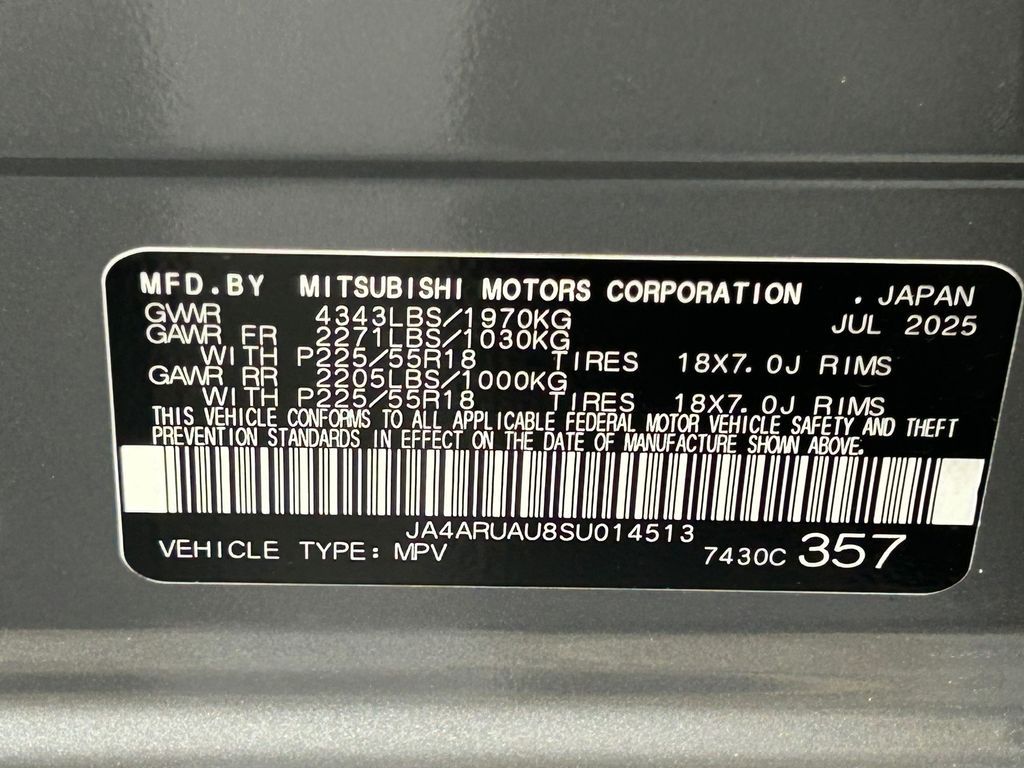 MFD.BY MITSUBISHI MOTORS CORPORATION . JAPAN
GVWR 4343LBS/1970KG JUL 2025
GAWR FR 2271LBS/1030KG
WITH P225/55R18 TIRES 18X7.0J RIMS
GAWR RR 2205LBS/1000KG
WITH P225/55R18 TIRES 18X7.0J RIMS
THIS VEHICLE CONFORMS TO ALL APPLICABLE FEDERAL MOTOR VEHICLE SAFETY AND THEFT
PREVENTION STANDARDS IN EFFECT ON THE DATE OF MANUFACTURE SHOWN ABOVE.
JA4ARUAU8SU014513
VEHICLE TYPE: MPV 7430C 357